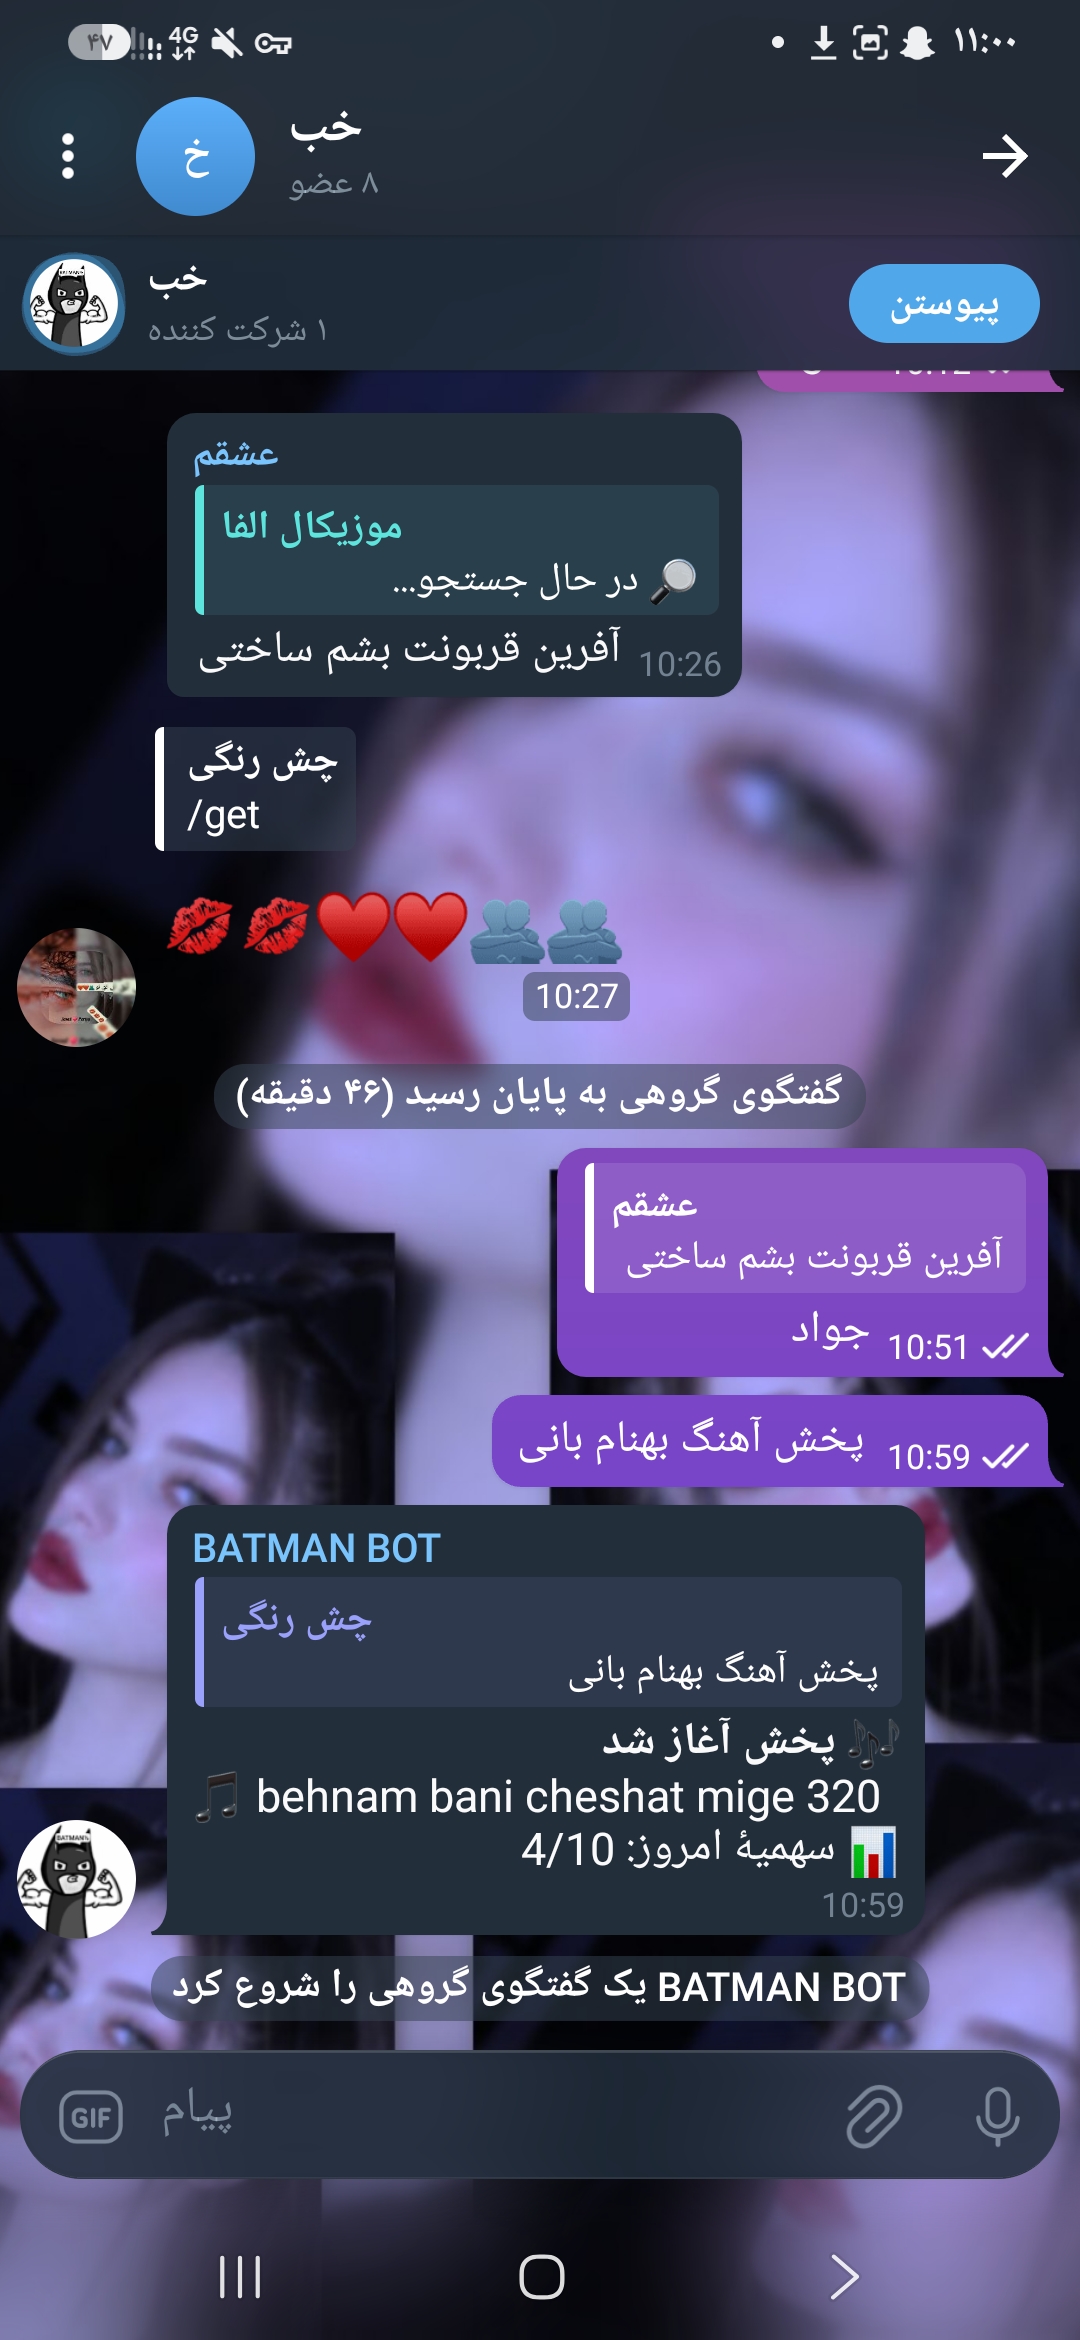 ۴۷
4G
۱۱:۰۰
خ
خب
۸ عضو
BATMAN
خب
۱ شرکت کننده
پیوستن
10:12
عشقم
موزیکال الفا
🔎 در حال جستجو...
آفرین قربونت بشم ساختی
10:26
چش رنگی
/get
💋💋♥️♥️🫂🫂
10:27
گفتگوی گروهی به پایان رسید (۴۶ دقیقه)
عشقم
آفرین قربونت بشم ساختی
جواد
10:51
پخش آهنگ بهنام بانی
10:59
BATMAN BOT
چش رنگی
پخش آهنگ بهنام بانی
🎶 پخش آغاز شد
🎵 behnam bani cheshat mige 320
📊 سهمیهٔ امروز: 4/10
10:59
BATMAN
BATMAN BOT یک گفتگوی گروهی را شروع کرد
GIF
پیام